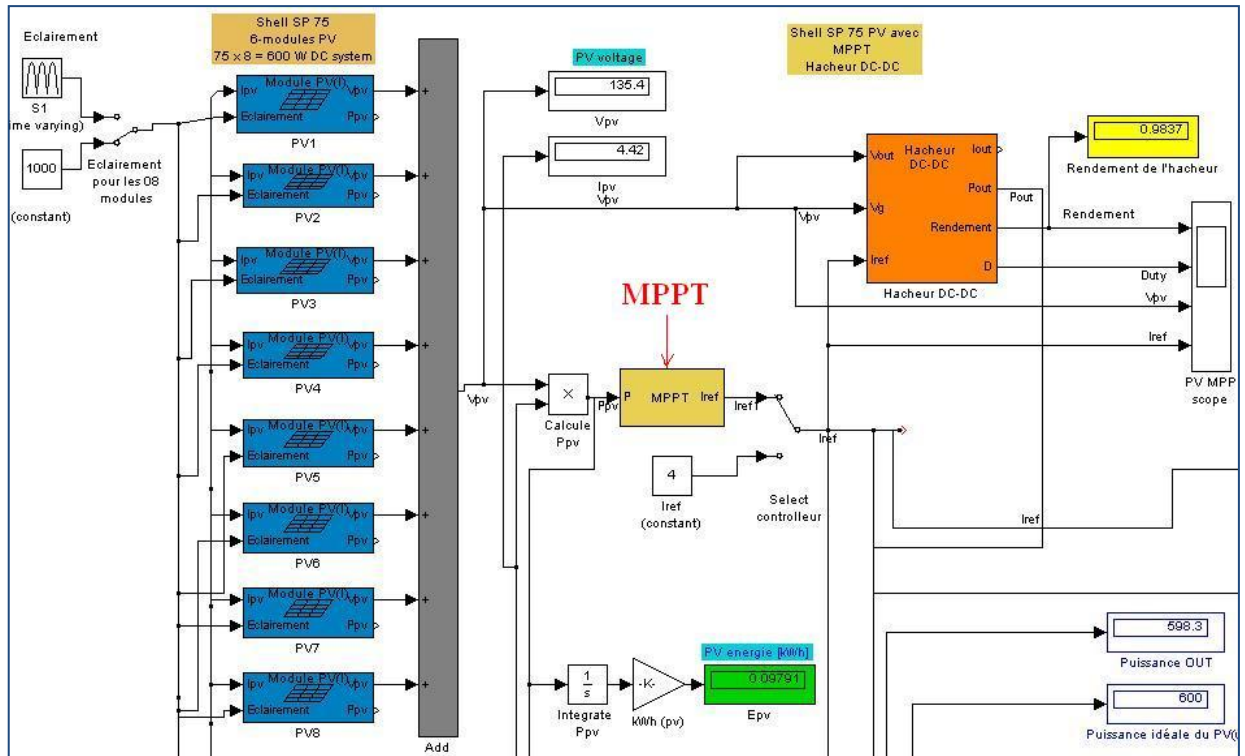 Eclairement
S1
ime varying)
1000
(constant)
Eclairement
pour les 08
modules
Shell SP 75
6-modules PV
75 x 8 = 600 W DC system
Module PV(I)
Ipv
Vpv
Eclairement
Ppv
PV1
Module PV(I)
Ipv
Vpv
Eclairement
Ppv
PV2
Module PV(I)
Ipv
Vpv
Eclairement
Ppv
PV3
Module PV(I)
Ipv
Vpv
Eclairement
Ppv
PV4
Module PV(I)
Ipv
Vpv
Eclairement
Ppv
PV5
Module PV(I)
Ipv
Vpv
Eclairement
Ppv
PV6
Module PV(I)
Ipv
Vpv
Eclairement
Ppv
PV7
Module PV(I)
Ipv
Vpv
Eclairement
Ppv
PV8
+
+
+
+
+
+
+
+
Add
Vpv
PV voltage
135.4
Vpv
4.42
Ipv
Vpv
Shell SP 75 PV avec
MPPT
Hacheur DC-DC
Vpv
Vout
Hacheur
DC-DC
Iout
Pout
Vg
Rendement
Iref
D
Hacheur DC-DC
Pout
0.9837
Rendement de l'hacheur
Rendement
Duty
Vpv
Iref
PV MPP
scope
MPPT
×
Calcule
Ppv
Ppv
P
MPPT
Iref
Iref1
4
Iref
(constant)
Select
controlleur
Iref
Iref
1
s
Integrate
Ppv
-K-
kWh (pv)
PV energie [kWh]
0.09791
Epv
598.3
Puissance OUT
600
Puissance idéale du PV(